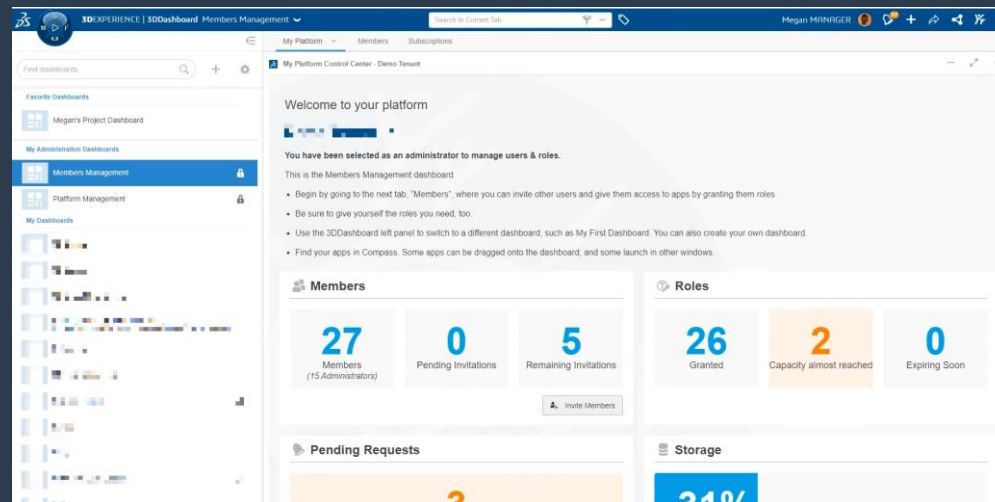 3DEXPERIENCE | 3DDashboard Members Management
Search In Current Tab
Megan MANAGER
Find dashboards
Favorite Dashboards
Megan's Project Dashboard
My Administration Dashboards
Members Management
Platform Management
My Dashboards
My Platform
Members
Subscriptions
My Platform Control Center - Demo Tenant
Welcome to your platform
You have been selected as an administrator to manage users & roles.
This is the Members Management dashboard.
• Begin by going to the next tab, "Members", where you can invite other users and give them access to apps by granting them roles.
• Be sure to give yourself the roles you need, too.
• Use the 3DDashboard left panel to switch to a different dashboard, such as My First Dashboard. You can also create your own dashboard.
• Find your apps in Compass. Some apps can be dragged onto the dashboard, and some launch in other windows.
Members
27
Members
(15 Administrators)
0
Pending Invitations
5
Remaining Invitations
Invite Members
Roles
26
Granted
2
Capacity almost reached
0
Expiring Soon
Pending Requests
3
Storage
31%